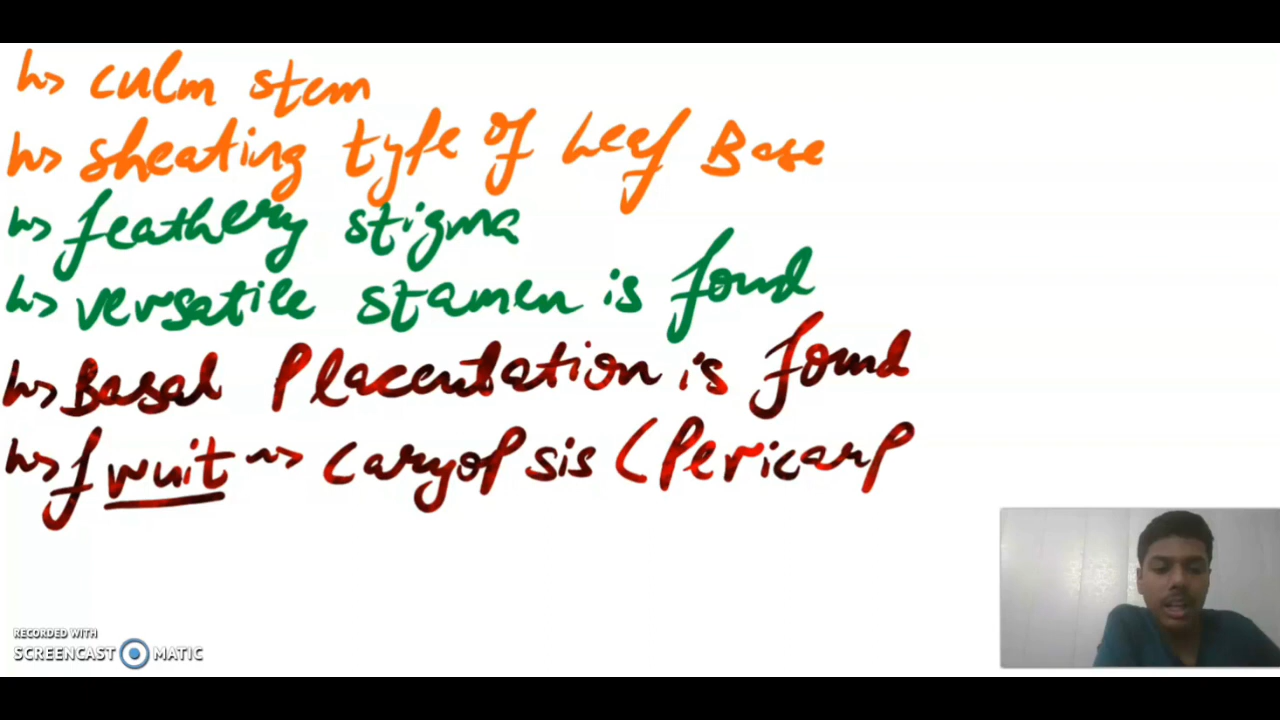 ↳ culm stem
↳ sheating type of Leaf Base
↳ feathery stigma
↳ versatile stamen is found
↳ Basal Placentation is found
↳ fruit ↝ Caryopsis (Pericarp
RECORDED WITH
SCREENCAST MATIC